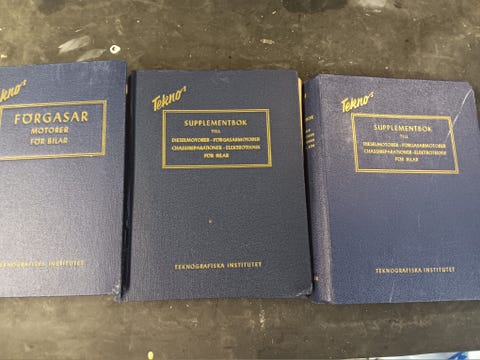 Tekno's
FÖRGASAR
MOTORER
FÖR BILAR
TEKNOGRAFISKA INSTITUTET
Tekno's
SUPPLEMENTBOK
TILL
DIESELMOTORER · FÖRGASARMOTORER
CHASSIREPARATIONER · ELEKTROTEKNIK
FÖR BILAR
TEKNOGRAFISKA INSTITUTET
Tekno's
SUPPLEMENTBOK
TILL
DIESELMOTORER · FÖRGASARMOTORER
CHASSIREPARATIONER · ELEKTROTEKNIK
FÖR BILAR
TEKNOGRAFISKA INSTITUTET